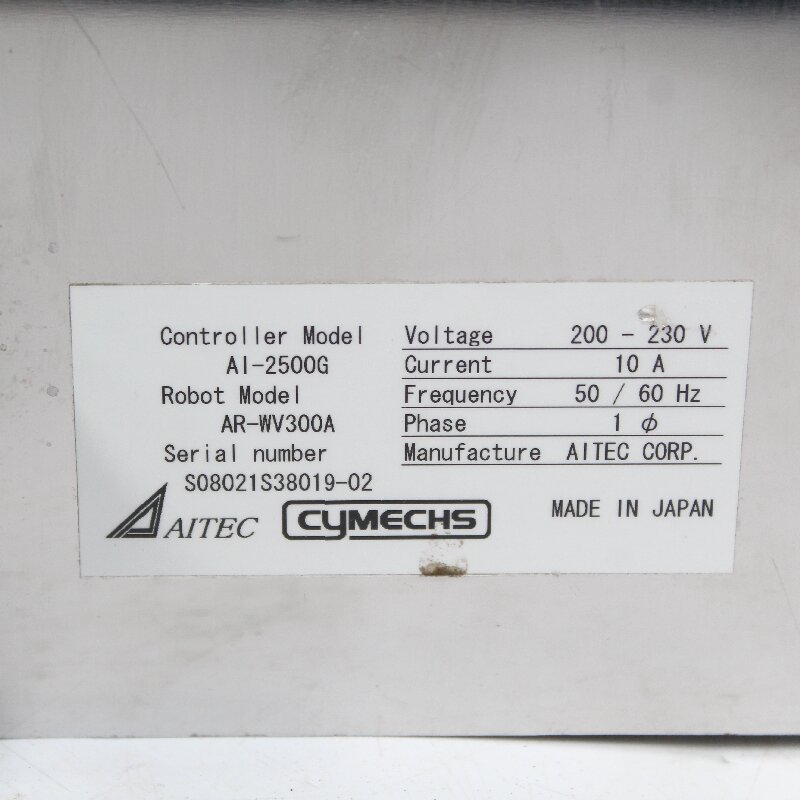 Controller Model
AI-2500G
Robot Model
AR-WV300A
Serial number
S08021S38019-02
Voltage 200 - 230 V
Current 10 A
Frequency 50 / 60 Hz
Phase 1 φ
Manufacture AITEC CORP.
AITEC
CYMECHS
MADE IN JAPAN